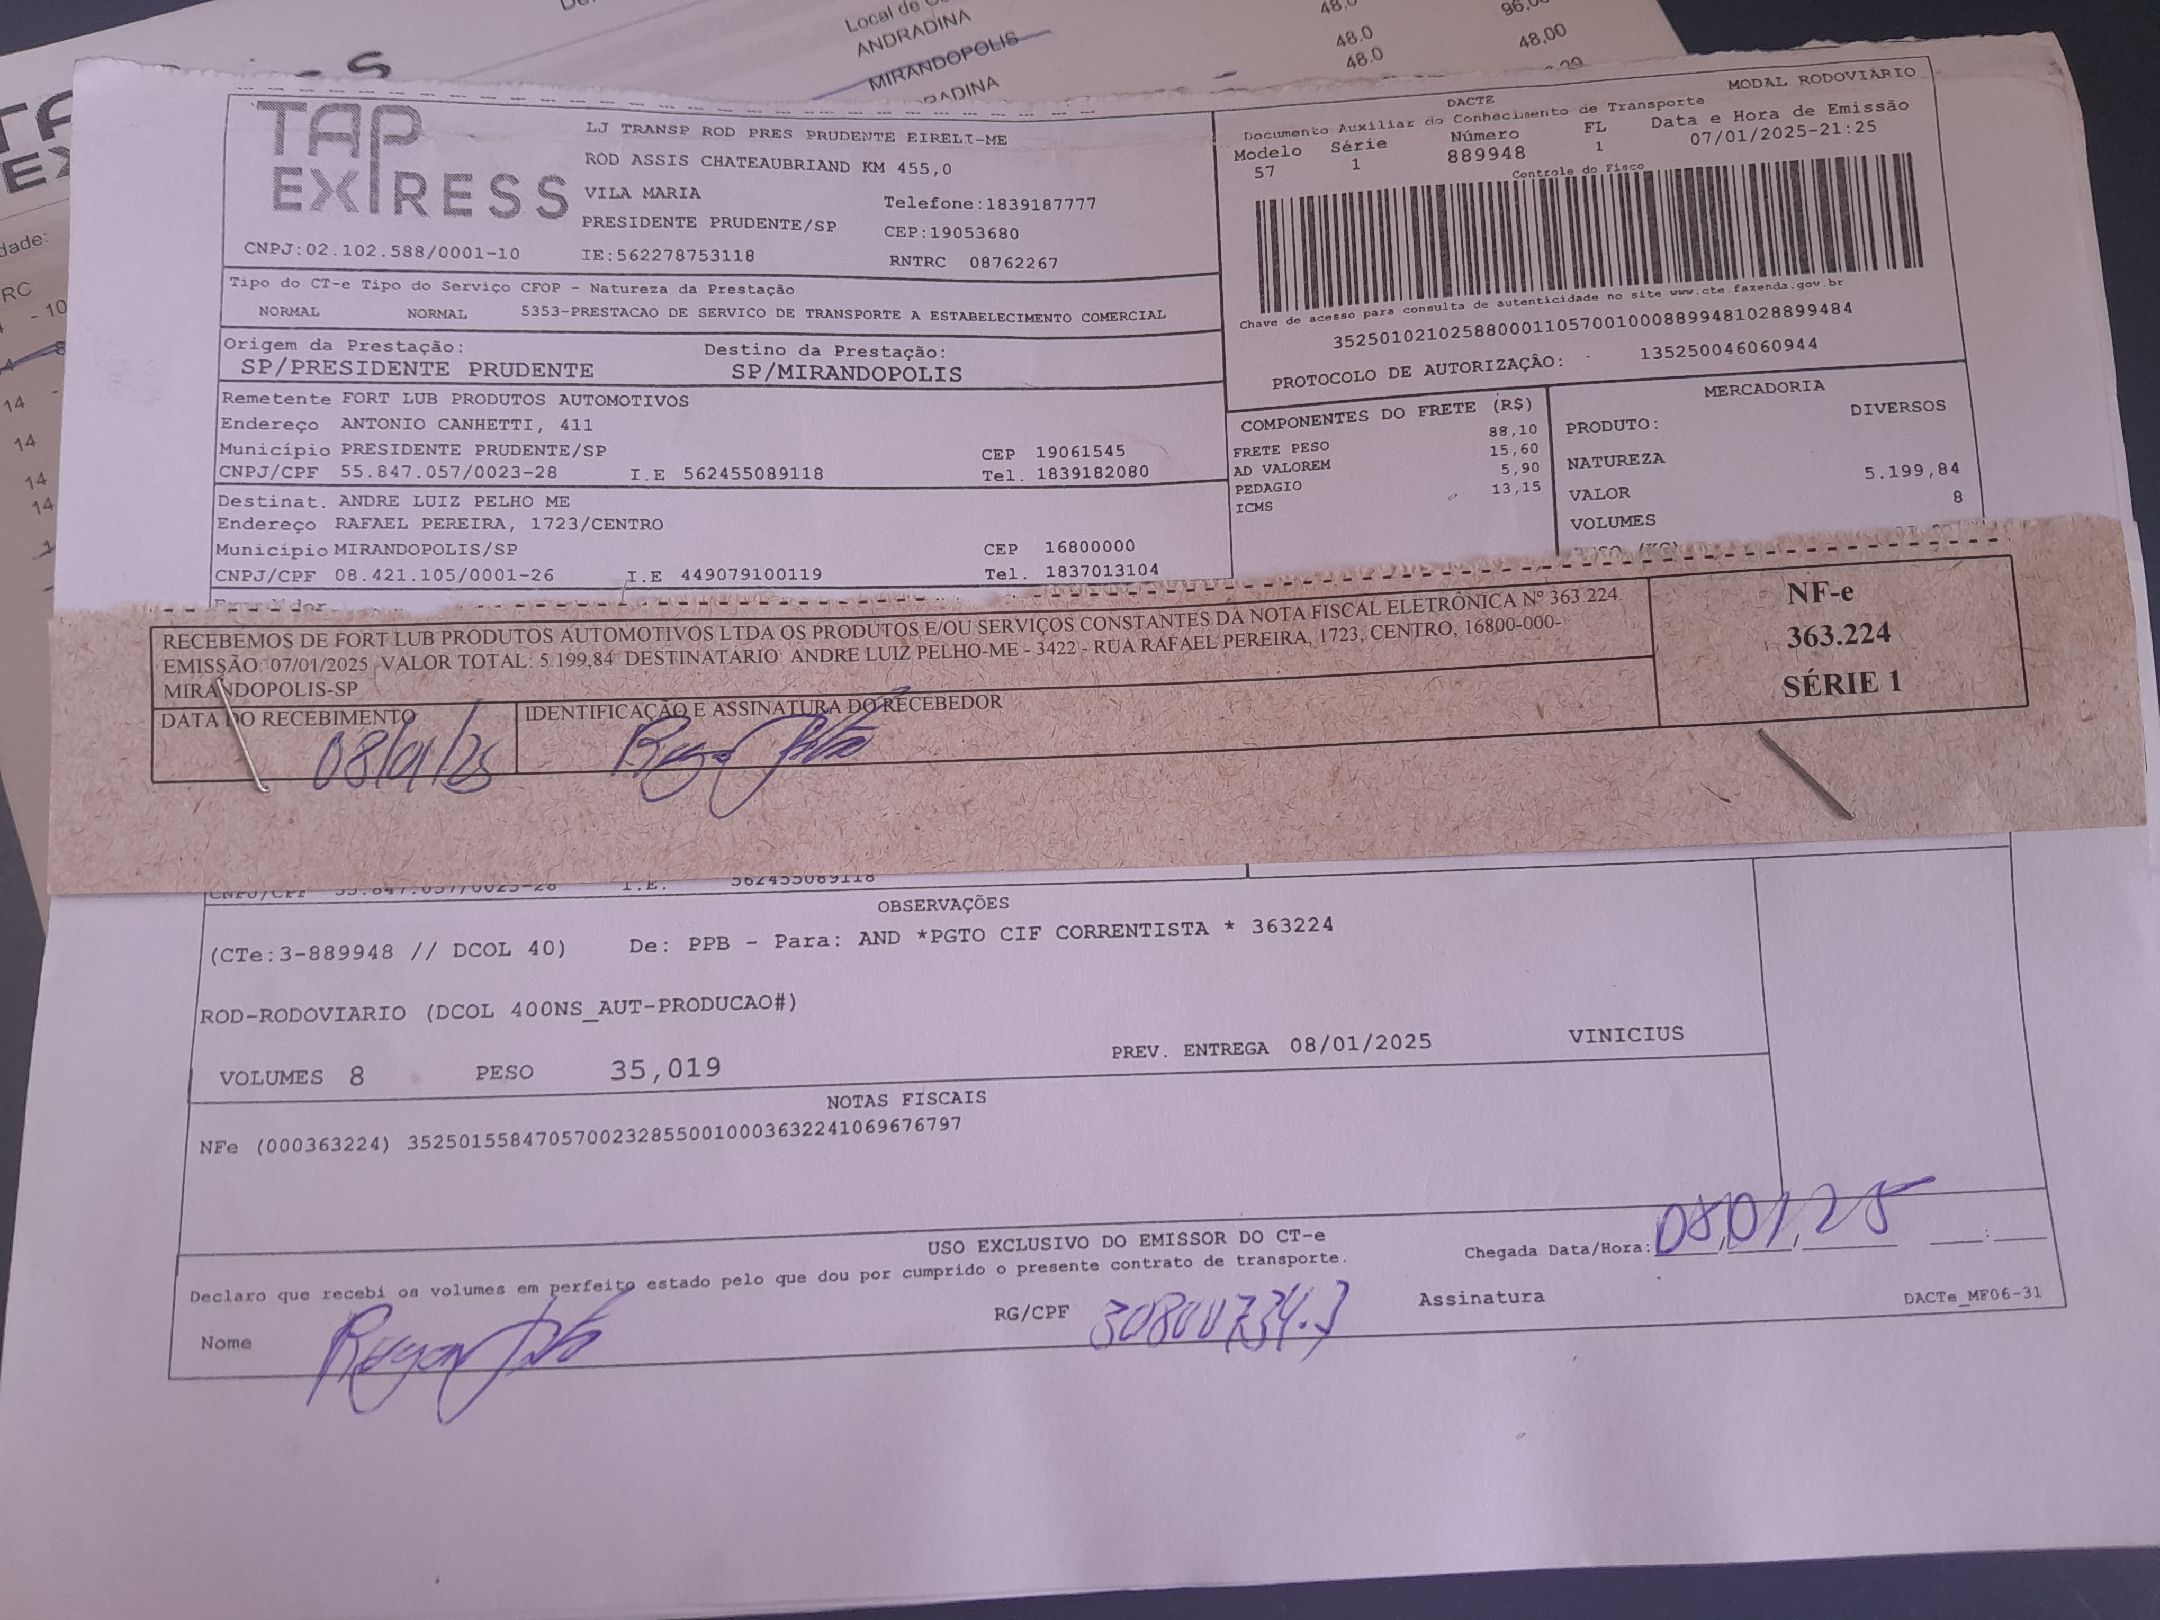 Local de
ANDRADINA
MIRANDOPOLIS
48.0
96,00
48.0
48,00
48.0
TAP
EXPRESS
CNPJ:02.102.588/0001-10
LJ TRANSP ROD PRES PRUDENTE EIRELI-ME
ROD ASSIS CHATEAUBRIAND KM 455,0
VILA MARIA
Telefone:1839187777
PRESIDENTE PRUDENTE/SP
CEP:19053680
IE:562278753118
RNTRC 08762267
DACTE
MODAL RODOVIÁRIO
Documento Auxiliar do Conhecimento de Transporte
Modelo Série Número FL Data e Hora de Emissão
57 1 889948 1 07/01/2025-21:25
Controle do Fisco
Chave de acesso para consulta de autenticidade no site www.cte.fazenda.gov.br
35250102102588000110570010008899481028899484
PROTOCOLO DE AUTORIZAÇÂO: 135250046060944
Tipo do CT-e Tipo do Serviço CFOP - Natureza da Prestação
NORMAL NORMAL 5353-PRESTACAO DE SERVICO DE TRANSPORTE A ESTABELECIMENTO COMERCIAL
Origem da Prestação: Destino da Prestação:
SP/PRESIDENTE PRUDENTE SP/MIRANDOPOLIS
Remetente FORT LUB PRODUTOS AUTOMOTIVOS
Endereço ANTONIO CANHETTI, 411
Município PRESIDENTE PRUDENTE/SP CEP 19061545
CNPJ/CPF 55.847.057/0023-28 I.E 562455089118 Tel. 1839182080
Destinat. ANDRE LUIZ PELHO ME
Endereço RAFAEL PEREIRA, 1723/CENTRO
Município MIRANDOPOLIS/SP CEP 16800000
CNPJ/CPF 08.421.105/0001-26 I.E 449079100119 Tel. 1837013104
COMPONENTES DO FRETE (R$)
FRETE PESO 88,10
AD VALOREM 15,60
PEDAGIO 5,90
ICMS 13,15
MERCADORIA
PRODUTO: DIVERSOS
NATUREZA
VALOR 5.199,84
VOLUMES 8
RECEBEMOS DE FORT LUB PRODUTOS AUTOMOTIVOS LTDA OS PRODUTOS E/OU SERVIÇOS CONSTANTES DA NOTA FISCAL ELETRÔNICA Nº 363.224
EMISSÃO: 07/01/2025 VALOR TOTAL: 5.199,84 DESTINATÁRIO: ANDRE LUIZ PELHO-ME - 3422 - RUA RAFAEL PEREIRA, 1723, CENTRO, 16800-000-
MIRANDOPOLIS-SP
DATA DO RECEBIMENTO
08/01/25
IDENTIFICAÇÃO E ASSINATURA DO RECEBEDOR
NF-e
363.224
SÉRIE 1
CNPJ/CPF 55.847.057/0023-28 I.E. 562455089118
OBSERVAÇÕES
(CTe:3-889948 // DCOL 40) De: PPB - Para: AND *PGTO CIF CORRENTISTA * 363224
ROD-RODOVIARIO (DCOL 400NS_AUT-PRODUCAO#)
VOLUMES 8 PESO 35,019 PREV. ENTREGA 08/01/2025 VINICIUS
NOTAS FISCAIS
NFe (000363224) 35250155847057002328550010003632241069676797
USO EXCLUSIVO DO EMISSOR DO CT-e
Declaro que recebi os volumes em perfeito estado pelo que dou por cumprido o presente contrato de transporte.
Chegada Data/Hora: 08,01,25
Nome
RG/CPF
Assinatura
DACTe_MF06-31